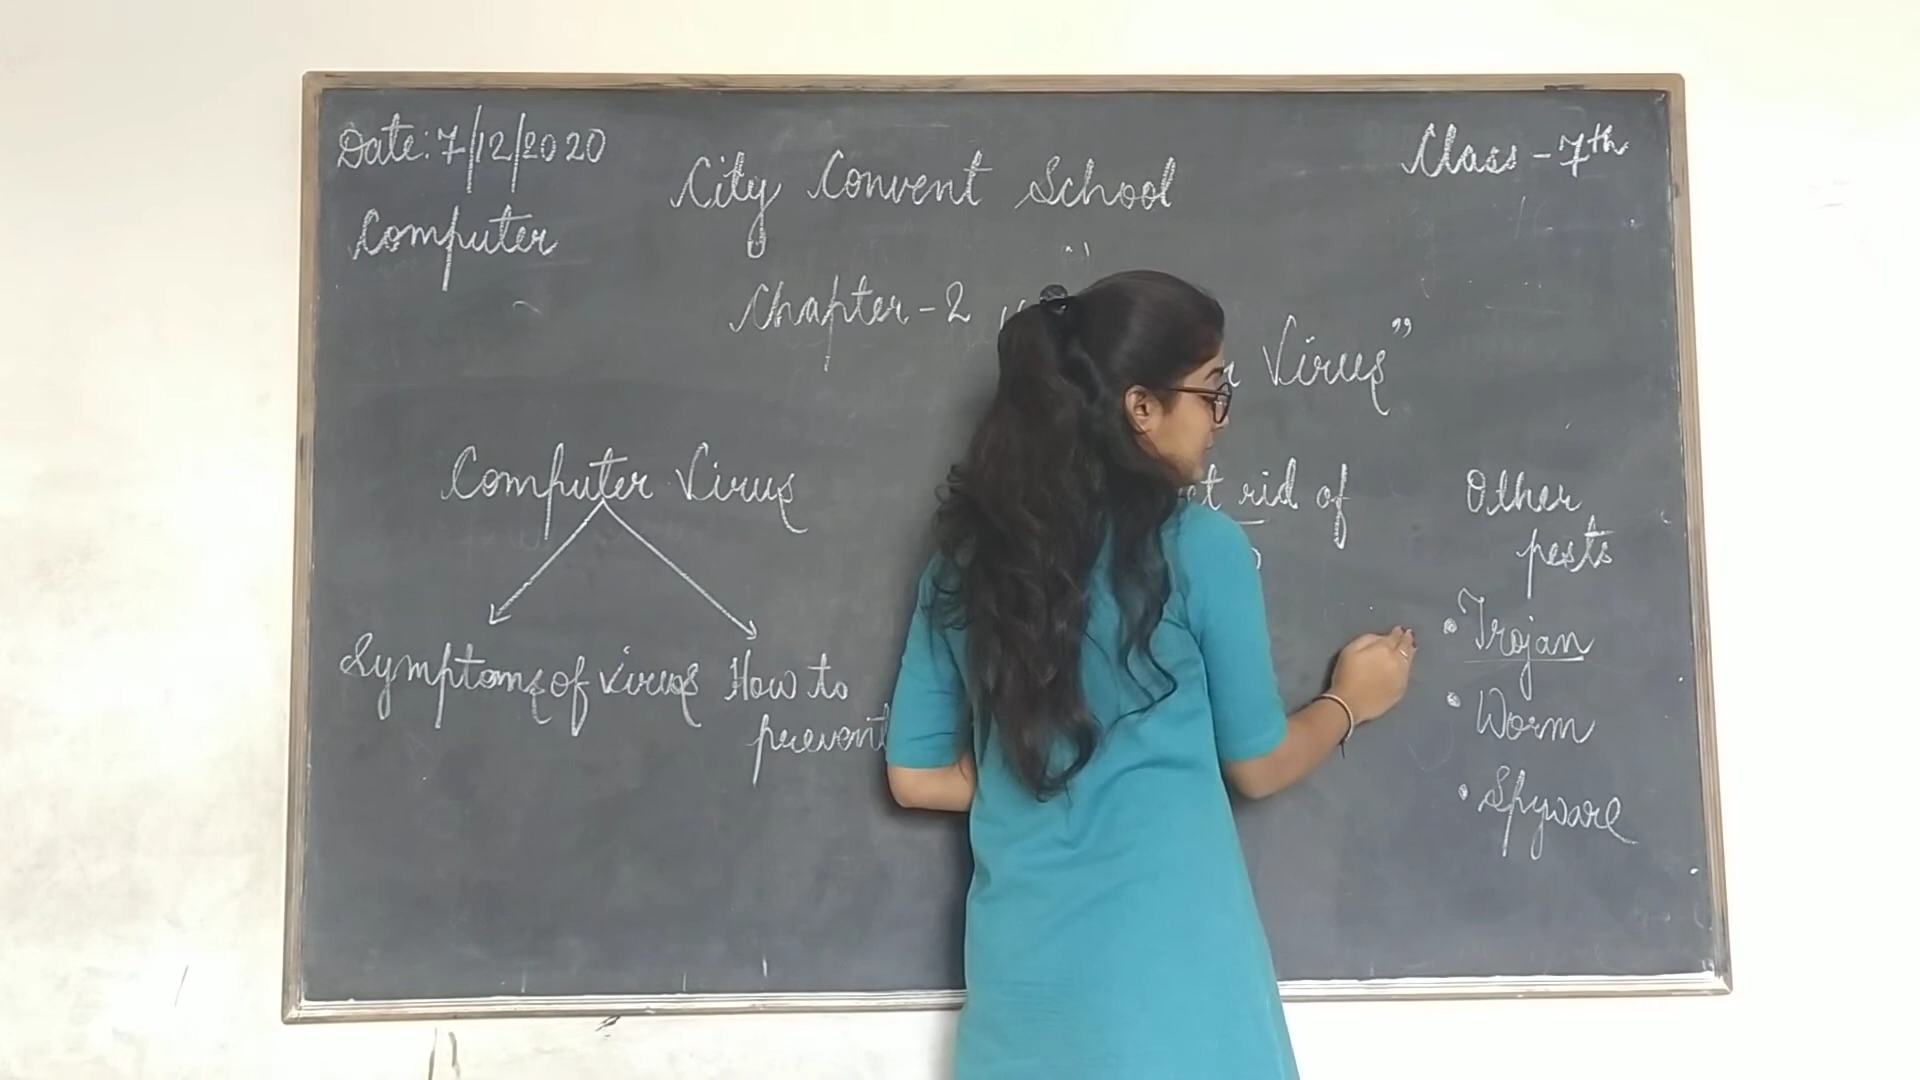 Date: 7/12/2020
Class - 7th
City Convent School
Computer
Chapter - 2
Virus"
Computer Virus
rid of
Other
pests
Symptoms of virus
How to
prevent
• Trojan
• Worm
• Spyware